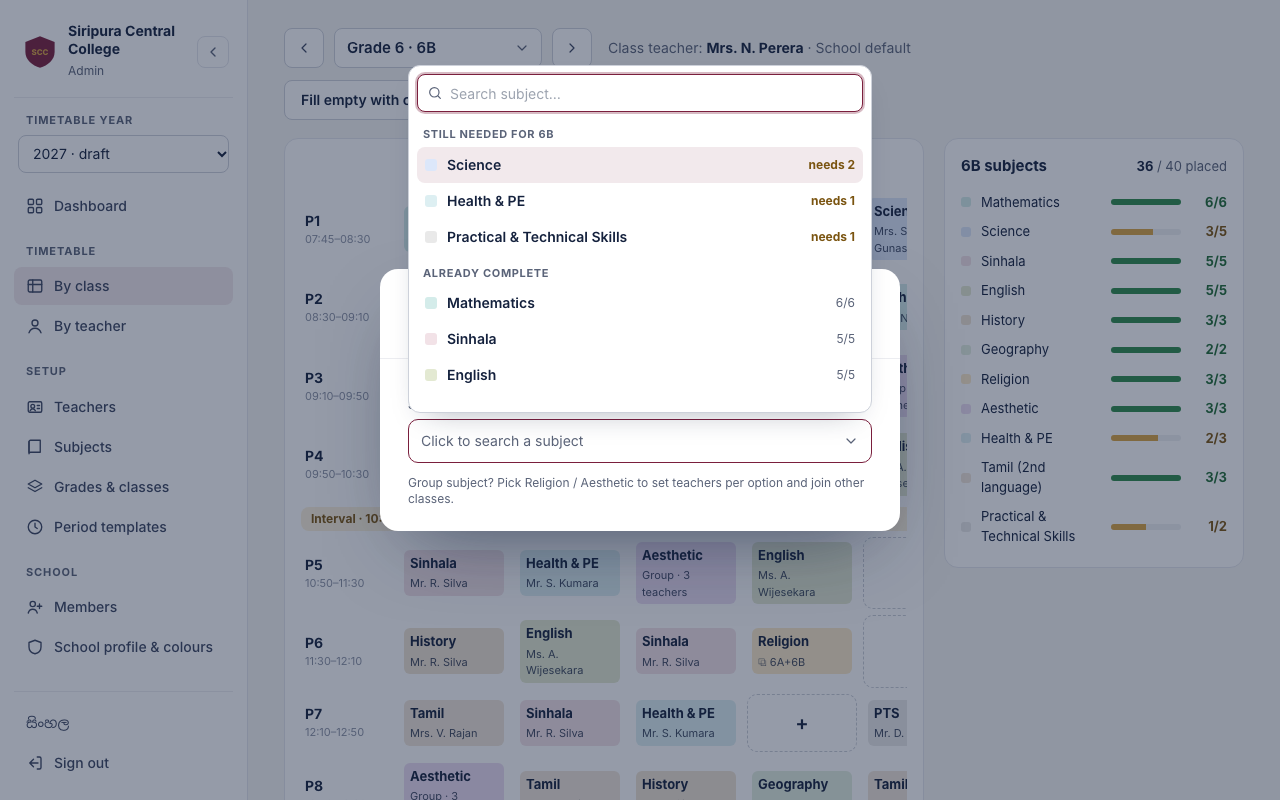 SCC
Siripura Central
College
Admin
TIMETABLE YEAR
2027 · draft
Dashboard
TIMETABLE
By class
By teacher
SETUP
Teachers
Subjects
Grades & classes
Period templates
SCHOOL
Members
School profile & colours
සිංහල
Sign out
Grade 6 · 6B
Class teacher: Mrs. N. Perera · School default
Fill empty with
Search subject...
STILL NEEDED FOR 6B
Science needs 2
Health & PE needs 1
Practical & Technical Skills needs 1
ALREADY COMPLETE
Mathematics 6/6
Sinhala 5/5
English 5/5
Click to search a subject
Group subject? Pick Religion / Aesthetic to set teachers per option and join other
classes.
P1
07:45–08:30
Mrs. S
P2
08:30–09:10
P3
09:10–09:50
P4
09:50–10:30
Interval · 10
P5
10:50–11:30
Sinhala
Mr. R. Silva
Health & PE
Mr. S. Kumara
Aesthetic
Group · 3
teachers
English
Ms. A.
Wijesekara
P6
11:30–12:10
History
Mr. R. Silva
English
Ms. A.
Wijesekara
Sinhala
Mr. R. Silva
Religion
6A+6B
P7
12:10–12:50
Tamil
Mrs. V. Rajan
Sinhala
Mr. R. Silva
Health & PE
Mr. S. Kumara
+
PTS
Mr. D.
P8
Aesthetic
Group · 3
Tamil
History
Geography
Tamil
6B subjects 36 / 40 placed
Mathematics 6/6
Science 3/5
Sinhala 5/5
English 5/5
History 3/3
Geography 2/2
Religion 3/3
Aesthetic 3/3
Health & PE 2/3
Tamil (2nd
language) 3/3
Practical &
Technical Skills 1/2